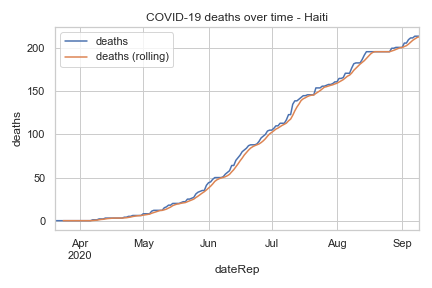 COVID-19 deaths over time - Haiti
deaths
deaths (rolling)
deaths
200
150
100
50
0
Apr
2020
May
Jun
Jul
Aug
Sep
dateRep